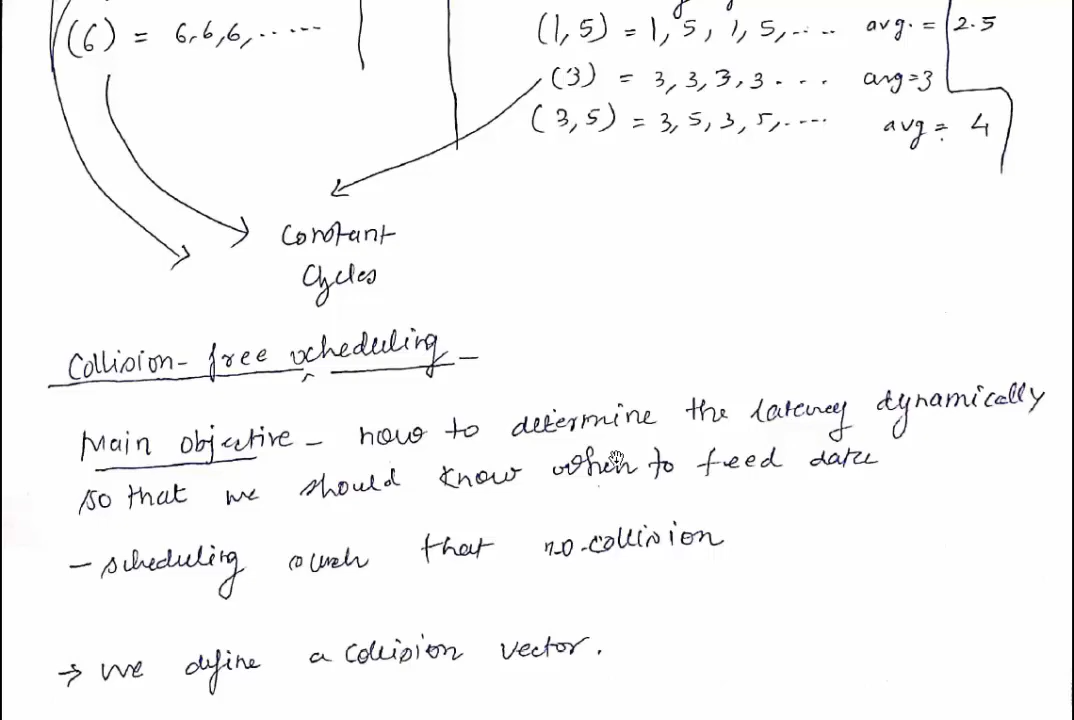 (6) = 6,6,6,......
(1,5) = 1, 5, 1, 5,.... avg. = 2.5
(3) = 3, 3, 3, 3 . . . avg=3
(3,5) = 3, 5, 3, 5,.... avg = 4
Constant
Cycles
Collision-free scheduling -
Main objective - how to determine the latency dynamically
so that we should know when to feed data
- scheduling such that no-collision
→ we define a collision vector.